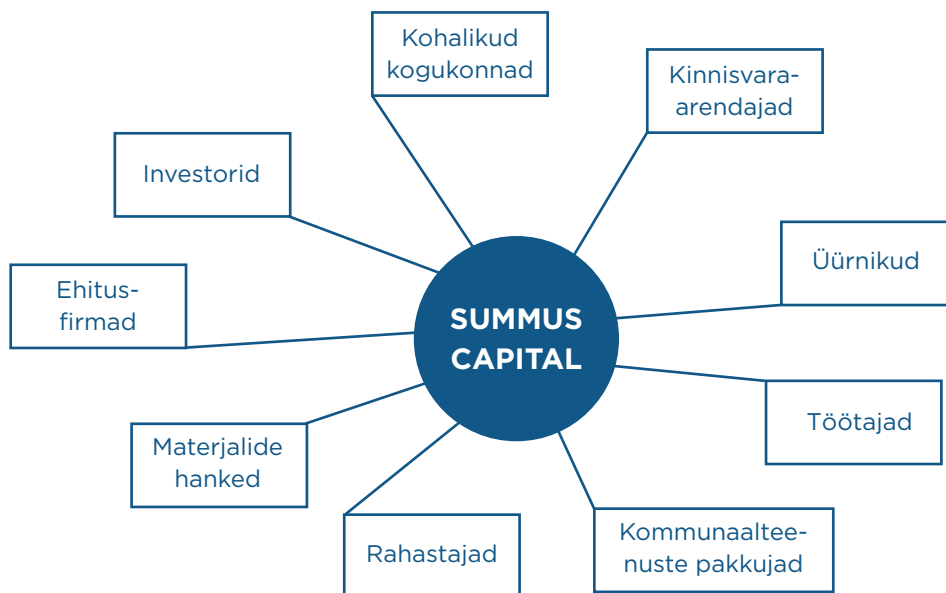 Kohalikud
kogukonnad
Kinnisvara-
arendajad
Investorid
Üürnikud
Ehitus-
firmad
SUMMUS
CAPITAL
Töötajad
Materjalide
hanked
Rahastajad
Kommunaaltee-
nuste pakkujad